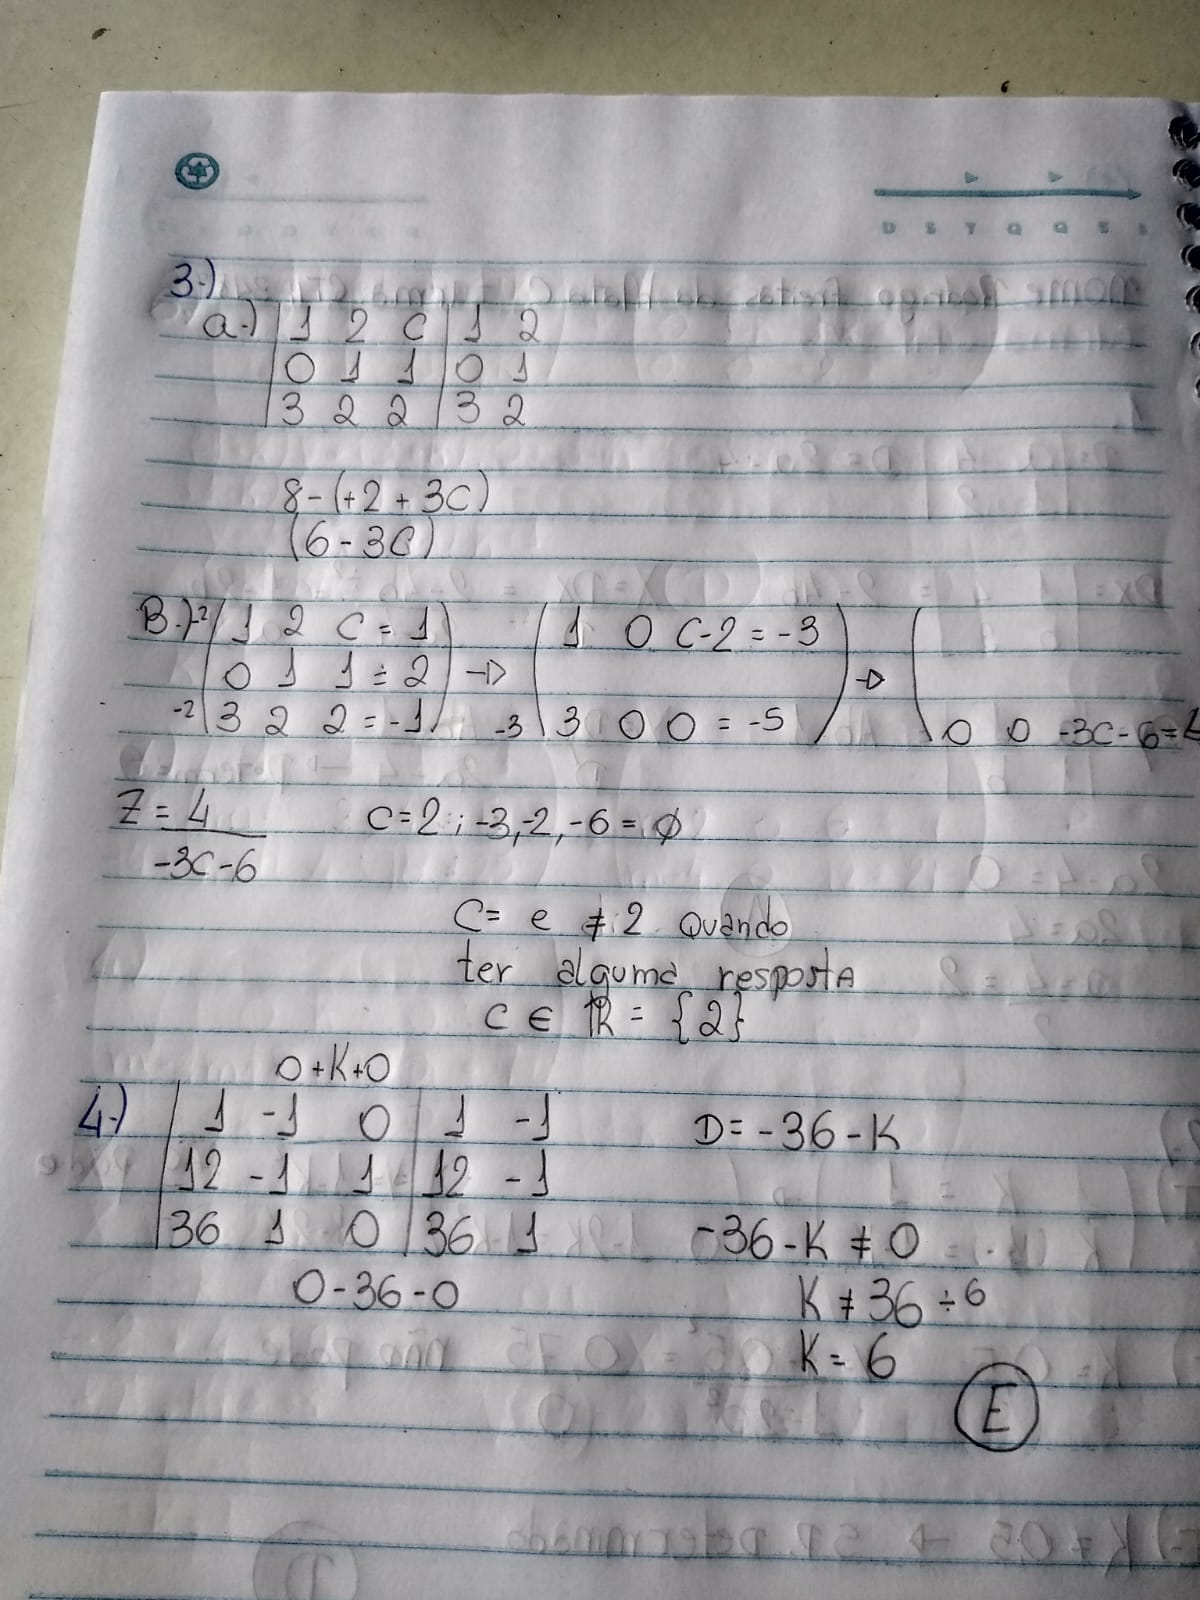 D S T Q Q S S
3.)
a.) | 1 2 C | 1 2
0 1 1 | 0 1
3 2 2 | 3 2
8-(+2 + 3C)
(6 - 3C)
B.) -2 ( 1 2 C = 1 ) → ( 1 0 C-2 = -3 ) → (
0 1 1 = 2
-2 3 2 2 = -1 -3 3 0 0 = -5 0 0 -3C-6=
Z = 4 C=2; -3,-2,-6 = ø
-3C-6
C= e ≠ 2 Quando
ter alguma resposta
C ∈ R = {2}
0+K+0
4.) | 1 -1 0 | 1 -1 D= -36-K
12 -1 1 | 12 -1
36 1 0 | 36 1 -36-K ≠ 0
0-36-0 K ≠ 36 ÷ 6
K = 6
E